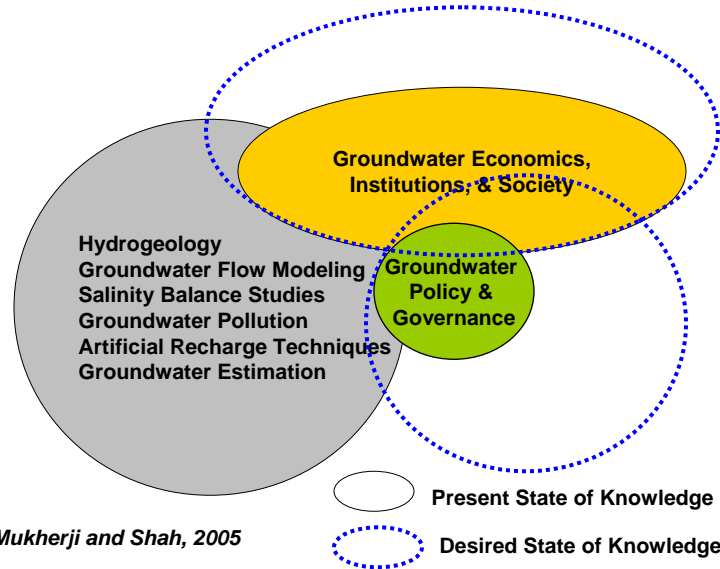 Groundwater Economics,
Institutions, & Society
Hydrogeology
Groundwater Flow Modeling
Salinity Balance Studies
Groundwater Pollution
Artificial Recharge Techniques
Groundwater Estimation
Groundwater
Policy &
Governance
Present State of Knowledge
Mukherji and Shah, 2005
Desired State of Knowledge